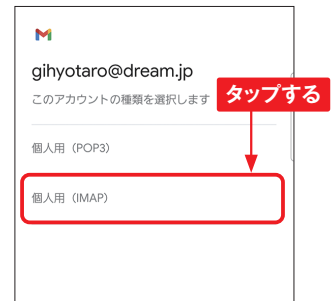 gihyotaro@dream.jp
このアカウントの種類を選択します
タップする
個人用（POP3）
個人用（IMAP）